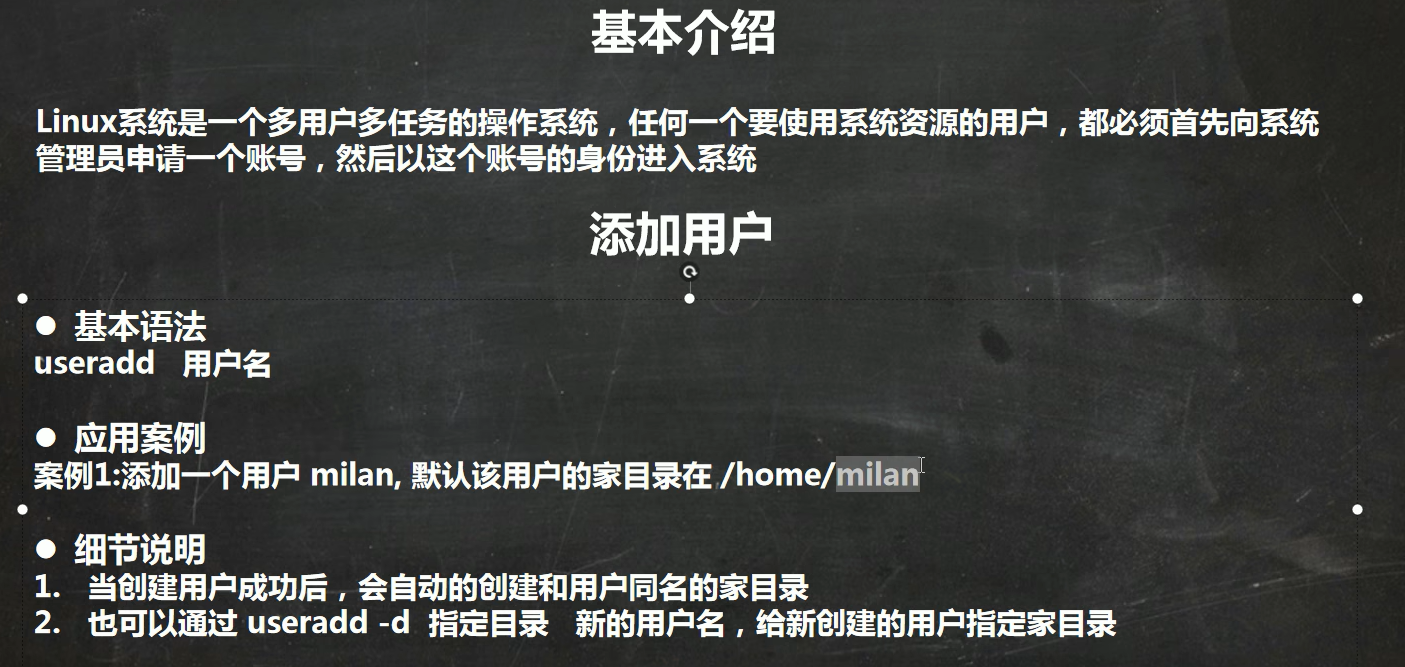 基本介绍
Linux系统是一个多用户多任务的操作系统，任何一个要使用系统资源的用户，都必须首先向系统
管理员申请一个账号，然后以这个账号的身份进入系统
添加用户
● 基本语法
useradd 用户名
● 应用案例
案例1:添加一个用户 milan, 默认该用户的家目录在 /home/milan
● 细节说明
1. 当创建用户成功后，会自动的创建和用户同名的家目录
2. 也可以通过 useradd -d 指定目录 新的用户名，给新创建的用户指定家目录